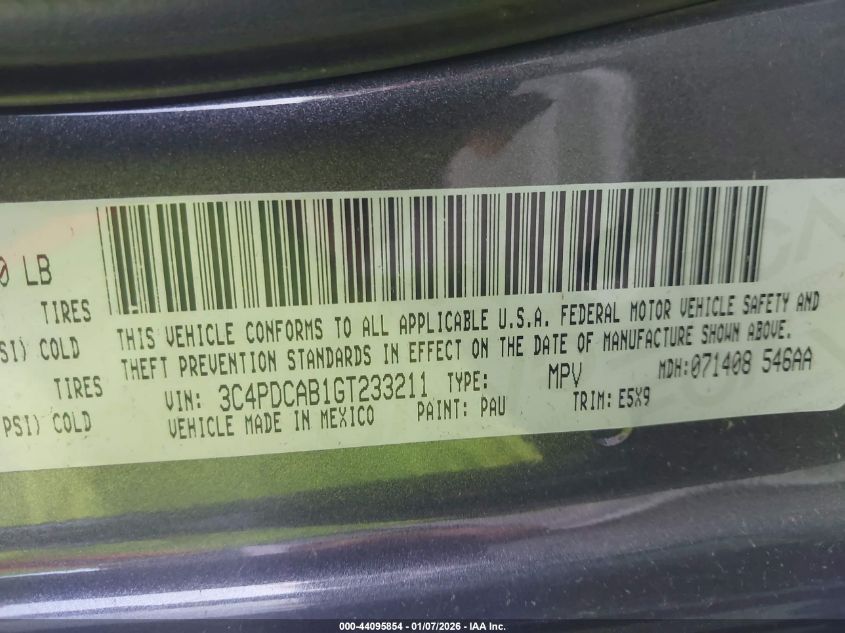 0 LB
TIRES
SI) COLD
TIRES
PSI) COLD
THIS VEHICLE CONFORMS TO ALL APPLICABLE U.S.A. FEDERAL MOTOR VEHICLE SAFETY AND
THEFT PREVENTION STANDARDS IN EFFECT ON THE DATE OF MANUFACTURE SHOWN ABOVE.
VIN: 3C4PDCAB1GT233211 TYPE: MPV MDH:071408 546AA
VEHICLE MADE IN MEXICO PAINT: PAU TRIM: E5X9
000-44095854 - 01/07/2026 - IAA Inc.